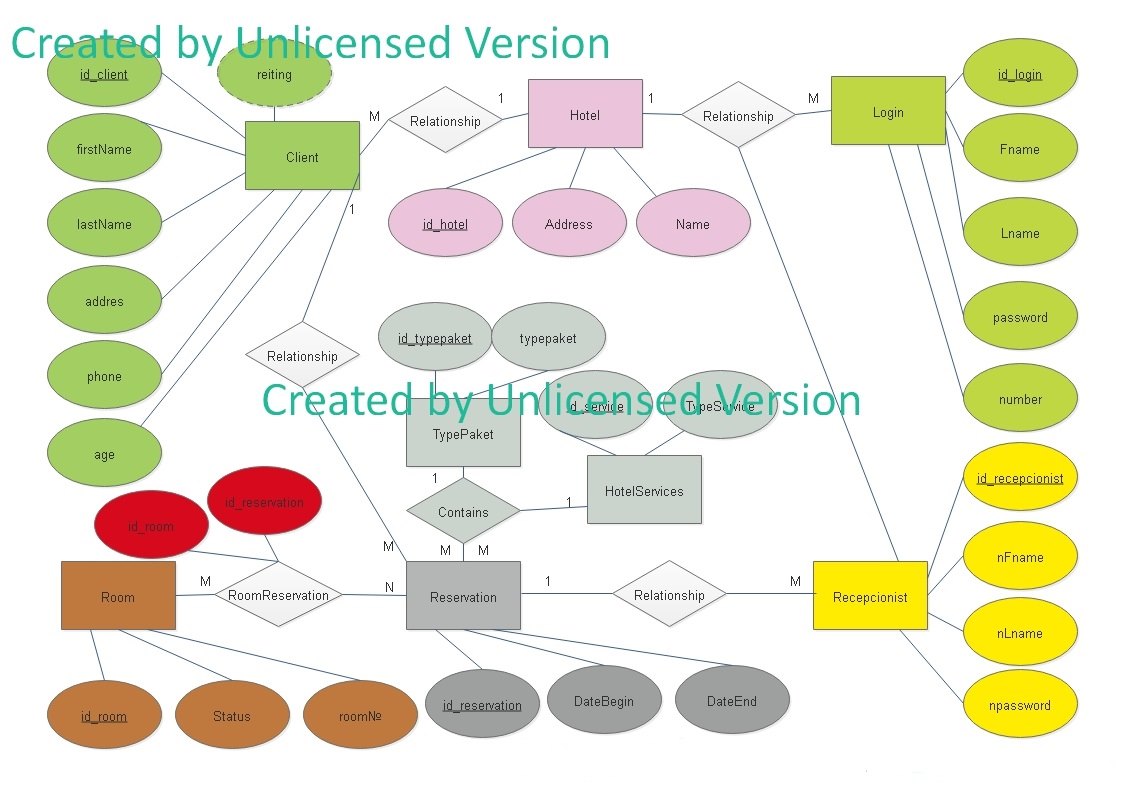 Created by Unlicensed Version
id_client
reiting
id_login
M
Relationship
1
Hotel
1
Relationship
M
Login
firstName
Client
Fname
lastName
1
id_hotel
Address
Name
Lname
addres
Relationship
id_typepaket
typepaket
password
phone
Created by Unlicensed Version
id_service
TypeService
number
TypePaket
age
1
HotelServices
id_recepcionist
id_room
id_reservation
Contains
1
M
M
M
nFname
Room
M
RoomReservation
N
Reservation
1
Relationship
M
Recepcionist
nLname
id_room
Status
room№
id_reservation
DateBegin
DateEnd
npassword